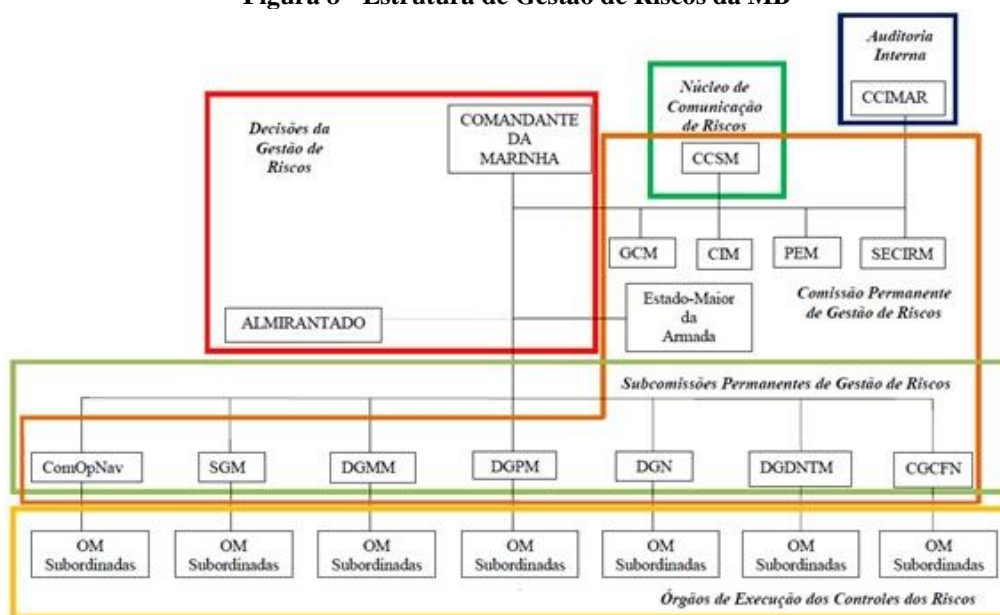 Figura 8 - Estrutura de Gestão de Riscos da MB
Auditoria
Interna
CCIMAR
Núcleo de
Comunicação
de Riscos
CCSM
Decisões da
Gestão de
Riscos
COMANDANTE
DA
MARINHA
GCM
CIM
PEM
SECIRM
Comissão Permanente
de Gestão de Riscos
Estado-Maior
da
Armada
ALMIRANTADO
Subcomissões Permanentes de Gestão de Riscos
ComOpNav
SGM
DGMM
DGPM
DGN
DGDNTM
CGCFN
OM
Subordinadas
OM
Subordinadas
OM
Subordinadas
OM
Subordinadas
OM
Subordinadas
OM
Subordinadas
OM
Subordinadas
Órgãos de Execução dos Controles dos Riscos